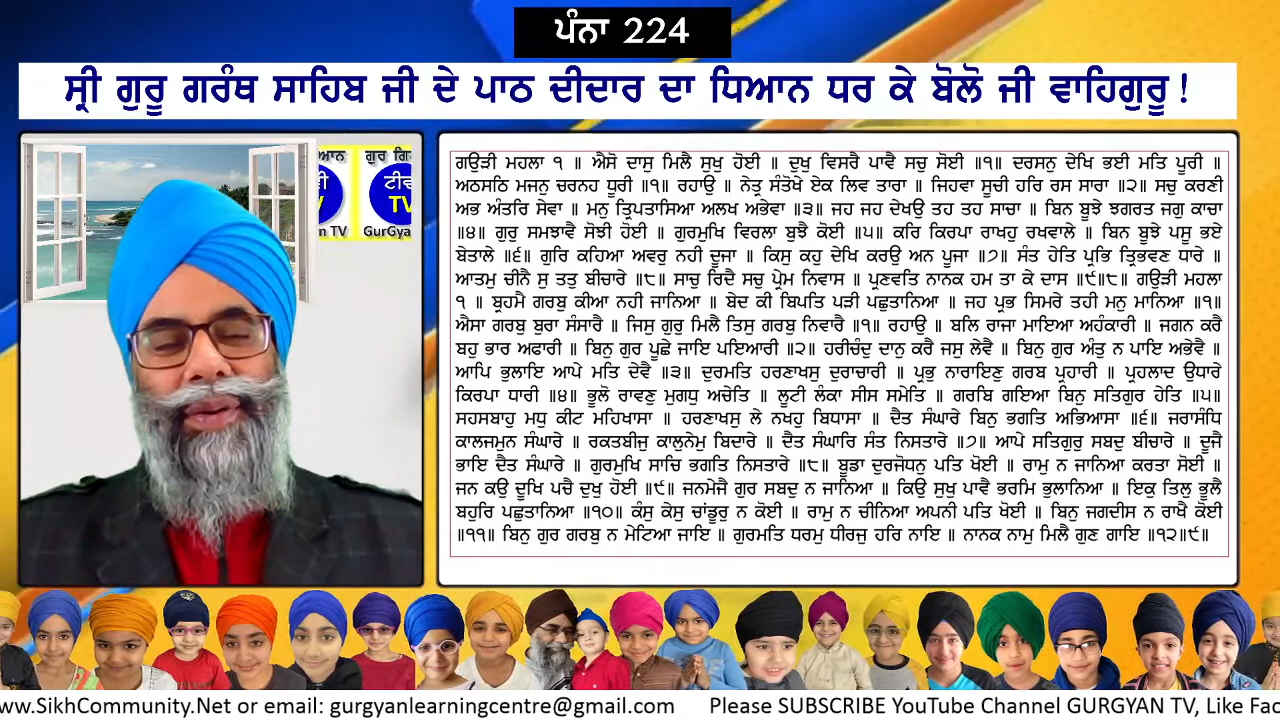 ਪੰਨਾ 224
ਸ੍ਰੀ ਗੁਰੂ ਗਰੰਥ ਸਾਹਿਬ ਜੀ ਦੇ ਪਾਠ ਦੀਦਾਰ ਦਾ ਧਿਆਨ ਧਰ ਕੇ ਬੋਲੋ ਜੀ ਵਾਹਿਗੁਰੂ!
ਗੁਰ ਗਿ
ਟੀਵ
TV
TV
GurGyan
ਗਉੜੀ ਮਹਲਾ ੧ ॥ ਐਸੋ ਦਾਸੁ ਮਿਲੈ ਸੁਖੁ ਹੋਈ ॥ ਦੁਖੁ ਵਿਸਰੈ ਪਾਵੈ ਸਚੁ ਸੋਈ ॥੧॥ ਦਰਸਨੁ ਦੇਖਿ ਭਈ ਮਤਿ ਪੂਰੀ ॥
ਅਠਸਠਿ ਮਜਨੁ ਚਰਨਹ ਧੂਰੀ ॥੧॥ ਰਹਾਉ ॥ ਨੇਤ੍ਰ ਸੰਤੋਖੇ ਏਕ ਲਿਵ ਤਾਰਾ ॥ ਜਿਹਵਾ ਸੂਚੀ ਹਰਿ ਰਸ ਸਾਰਾ ॥੨॥ ਸਚੁ ਕਰਣੀ
ਅਭ ਅੰਤਰਿ ਸੇਵਾ ॥ ਮਨੁ ਤ੍ਰਿਪਤਾਸਿਆ ਅਲਖ ਅਭੇਵਾ ॥੩॥ ਜਹ ਜਹ ਦੇਖਉ ਤਹ ਤਹ ਸਾਚਾ ॥ ਬਿਨੁ ਬੂਝੇ ਝਗਰਤ ਜਗੁ ਕਾਚਾ
॥੪॥ ਗੁਰੁ ਸਮਝਾਵੈ ਸੋਝੀ ਹੋਈ ॥ ਗੁਰਮੁਖਿ ਵਿਰਲਾ ਬੂਝੈ ਕੋਈ ॥੫॥ ਕਰਿ ਕਿਰਪਾ ਰਾਖਹੁ ਰਖਵਾਲੇ ॥ ਬਿਨੁ ਬੂਝੇ ਪਸੂ ਭਏ
ਬੇਤਾਲੇ ॥੬॥ ਗੁਰਿ ਕਹਿਆ ਅਵਰੁ ਨਹੀ ਦੂਜਾ ॥ ਕਿਸੁ ਕਹੁ ਦੇਖਿ ਕਰਉ ਅਨ ਪੂਜਾ ॥੭॥ ਸੰਤ ਹੇਤਿ ਪ੍ਰਭਿ ਤ੍ਰਿਭਵਣ ਧਾਰੇ ॥
ਆਤਮੁ ਚੀਨੈ ਸੁ ਤਤੁ ਬੀਚਾਰੇ ॥੮॥ ਸਾਚੁ ਰਿਦੈ ਸਚੁ ਪ੍ਰੇਮ ਨਿਵਾਸ ॥ ਪ੍ਰਣਵਤਿ ਨਾਨਕ ਹਮ ਤਾ ਕੇ ਦਾਸ ॥੯॥੮॥ ਗਉੜੀ ਮਹਲਾ
੧ ॥ ਬ੍ਰਹਮੈ ਗਰਬੁ ਕੀਆ ਨਹੀ ਜਾਨਿਆ ॥ ਬੇਦ ਕੀ ਬਿਪਤਿ ਪੜੀ ਪਛੁਤਾਨਿਆ ॥ ਜਹ ਪ੍ਰਭ ਸਿਮਰੇ ਤਹੀ ਮਨੁ ਮਾਨਿਆ ॥੧॥
ਐਸਾ ਗਰਬੁ ਬੁਰਾ ਸੰਸਾਰੈ ॥ ਜਿਸੁ ਗੁਰੁ ਮਿਲੈ ਤਿਸੁ ਗਰਬੁ ਨਿਵਾਰੈ ॥੧॥ ਰਹਾਉ ॥ ਬਲਿ ਰਾਜਾ ਮਾਇਆ ਅਹੰਕਾਰੀ ॥ ਜਗਨ ਕਰੈ
ਬਹੁ ਭਾਰ ਅਫਾਰੀ ॥ ਬਿਨੁ ਗੁਰ ਪੂਛੇ ਜਾਇ ਪਇਆਰੀ ॥੨॥ ਹਰੀਚੰਦੁ ਦਾਨੁ ਕਰੈ ਜਸੁ ਲੇਵੈ ॥ ਬਿਨੁ ਗੁਰ ਅੰਤੁ ਨ ਪਾਇ ਅਭੇਵੈ ॥
ਆਪਿ ਭੁਲਾਇ ਆਪੇ ਮਤਿ ਦੇਵੈ ॥੩॥ ਦੁਰਮਤਿ ਹਰਣਾਖਸੁ ਦੁਰਾਚਾਰੀ ॥ ਪ੍ਰਭੁ ਨਾਰਾਇਣੁ ਗਰਬ ਪ੍ਰਹਾਰੀ ॥ ਪ੍ਰਹਲਾਦ ਉਧਾਰੇ
ਕਿਰਪਾ ਧਾਰੀ ॥੪॥ ਭੂਲੋ ਰਾਵਣੁ ਮੁਗਧੁ ਅਚੇਤਿ ॥ ਲੂਟੀ ਲੰਕਾ ਸੀਸ ਸਮੇਤਿ ॥ ਗਰਬਿ ਗਇਆ ਬਿਨੁ ਸਤਿਗੁਰ ਹੇਤਿ ॥੫॥
ਸਹਸਬਾਹੁ ਮਧੁ ਕੀਟ ਮਹਿਖਾਸਾ ॥ ਹਰਣਾਖਸੁ ਲੇ ਨਖਹੁ ਬਿਧਾਸਾ ॥ ਦੈਤ ਸੰਘਾਰੇ ਬਿਨੁ ਭਗਤਿ ਅਭਿਆਸਾ ॥੬॥ ਜਰਾਸੰਧਿ
ਕਾਲਜਮੁਨ ਸੰਘਾਰੇ ॥ ਰਕਤਬੀਜੁ ਕਾਲੁਨੇਮੁ ਬਿਦਾਰੇ ॥ ਦੈਤ ਸੰਘਾਰਿ ਸੰਤ ਨਿਸਤਾਰੇ ॥੭॥ ਆਪੇ ਸਤਿਗੁਰੁ ਸਬਦੁ ਬੀਚਾਰੇ ॥ ਦੂਜੈ
ਭਾਇ ਦੈਤ ਸੰਘਾਰੇ ॥ ਗੁਰਮੁਖਿ ਸਾਚਿ ਭਗਤਿ ਨਿਸਤਾਰੇ ॥੮॥ ਬੂਡਾ ਦੁਰਜੋਧਨੁ ਪਤਿ ਖੋਈ ॥ ਰਾਮੁ ਨ ਜਾਨਿਆ ਕਰਤਾ ਸੋਈ ॥
ਜਨ ਕਉ ਦੂਖਿ ਪਚੈ ਦੁਖੁ ਹੋਈ ॥੯॥ ਜਨਮੇਜੈ ਗੁਰ ਸਬਦੁ ਨ ਜਾਨਿਆ ॥ ਕਿਉ ਸੁਖੁ ਪਾਵੈ ਭਰਮਿ ਭੁਲਾਨਿਆ ॥ ਇਕੁ ਤਿਲੁ ਭੂਲੈ
ਬਹੁਰਿ ਪਛੁਤਾਨਿਆ ॥੧੦॥ ਕੰਸੁ ਕੇਸੁ ਚਾਂਡੂਰੁ ਨ ਕੋਈ ॥ ਰਾਮੁ ਨ ਚੀਨਿਆ ਅਪਨੀ ਪਤਿ ਖੋਈ ॥ ਬਿਨੁ ਜਗਦੀਸ ਨ ਰਾਖੈ ਕੋਈ
॥੧੧॥ ਬਿਨੁ ਗੁਰ ਗਰਬੁ ਨ ਮੇਟਿਆ ਜਾਇ ॥ ਗੁਰਮਤਿ ਧਰਮੁ ਧੀਰਜੁ ਹਰਿ ਨਾਇ ॥ ਨਾਨਕ ਨਾਮੁ ਮਿਲੈ ਗੁਣ ਗਾਇ ॥੧੨॥੯॥
ww.SikhCommunity.Net or email: gurgyanlearningcentre@gmail.com Please SUBSCRIBE YouTube Channel GURGYAN TV, Like Fac